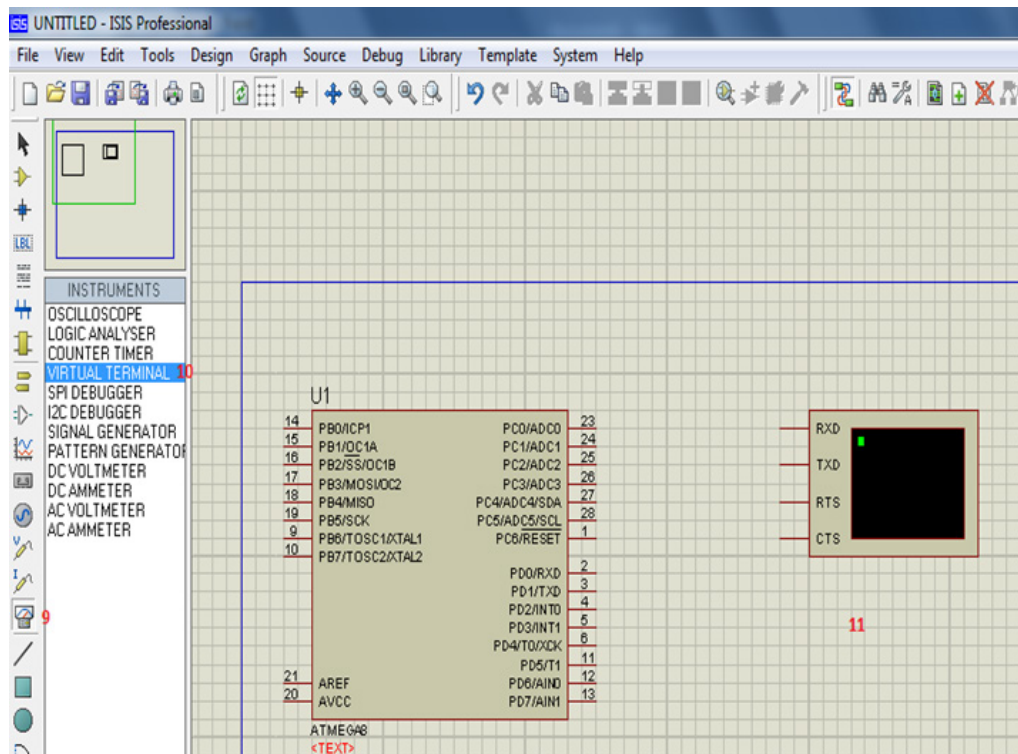 ISIS UNTITLED - ISIS Professional
File View Edit Tools Design Graph Source Debug Library Template System Help
LBL
INSTRUMENTS
OSCILLOSCOPE
LOGIC ANALYSER
COUNTER TIMER
VIRTUAL TERMINAL 10
SPI DEBUGGER
I2C DEBUGGER
SIGNAL GENERATOR
PATTERN GENERATOR
DC VOLTMETER
DC AMMETER
AC VOLTMETER
AC AMMETER
9
U1
14 PB0/ICP1 PC0/ADC0 23
15 PB1/OC1A PC1/ADC1 24
16 PB2/SS/OC1B PC2/ADC2 25
17 PB3/MOSI/OC2 PC3/ADC3 26
18 PB4/MISO PC4/ADC4/SDA 27
19 PB5/SCK PC5/ADC5/SCL 28
9 PB6/TOSC1/XTAL1 PC6/RESET 1
10 PB7/TOSC2/XTAL2
PD0/RXD 2
PD1/TXD 3
PD2/INT0 4
PD3/INT1 5
PD4/T0/XCK 6
PD5/T1 11
21 AREF PD6/AIN0 12
20 AVCC PD7/AIN1 13
ATMEGA8
<TEXT>
RXD
TXD
RTS
CTS
11